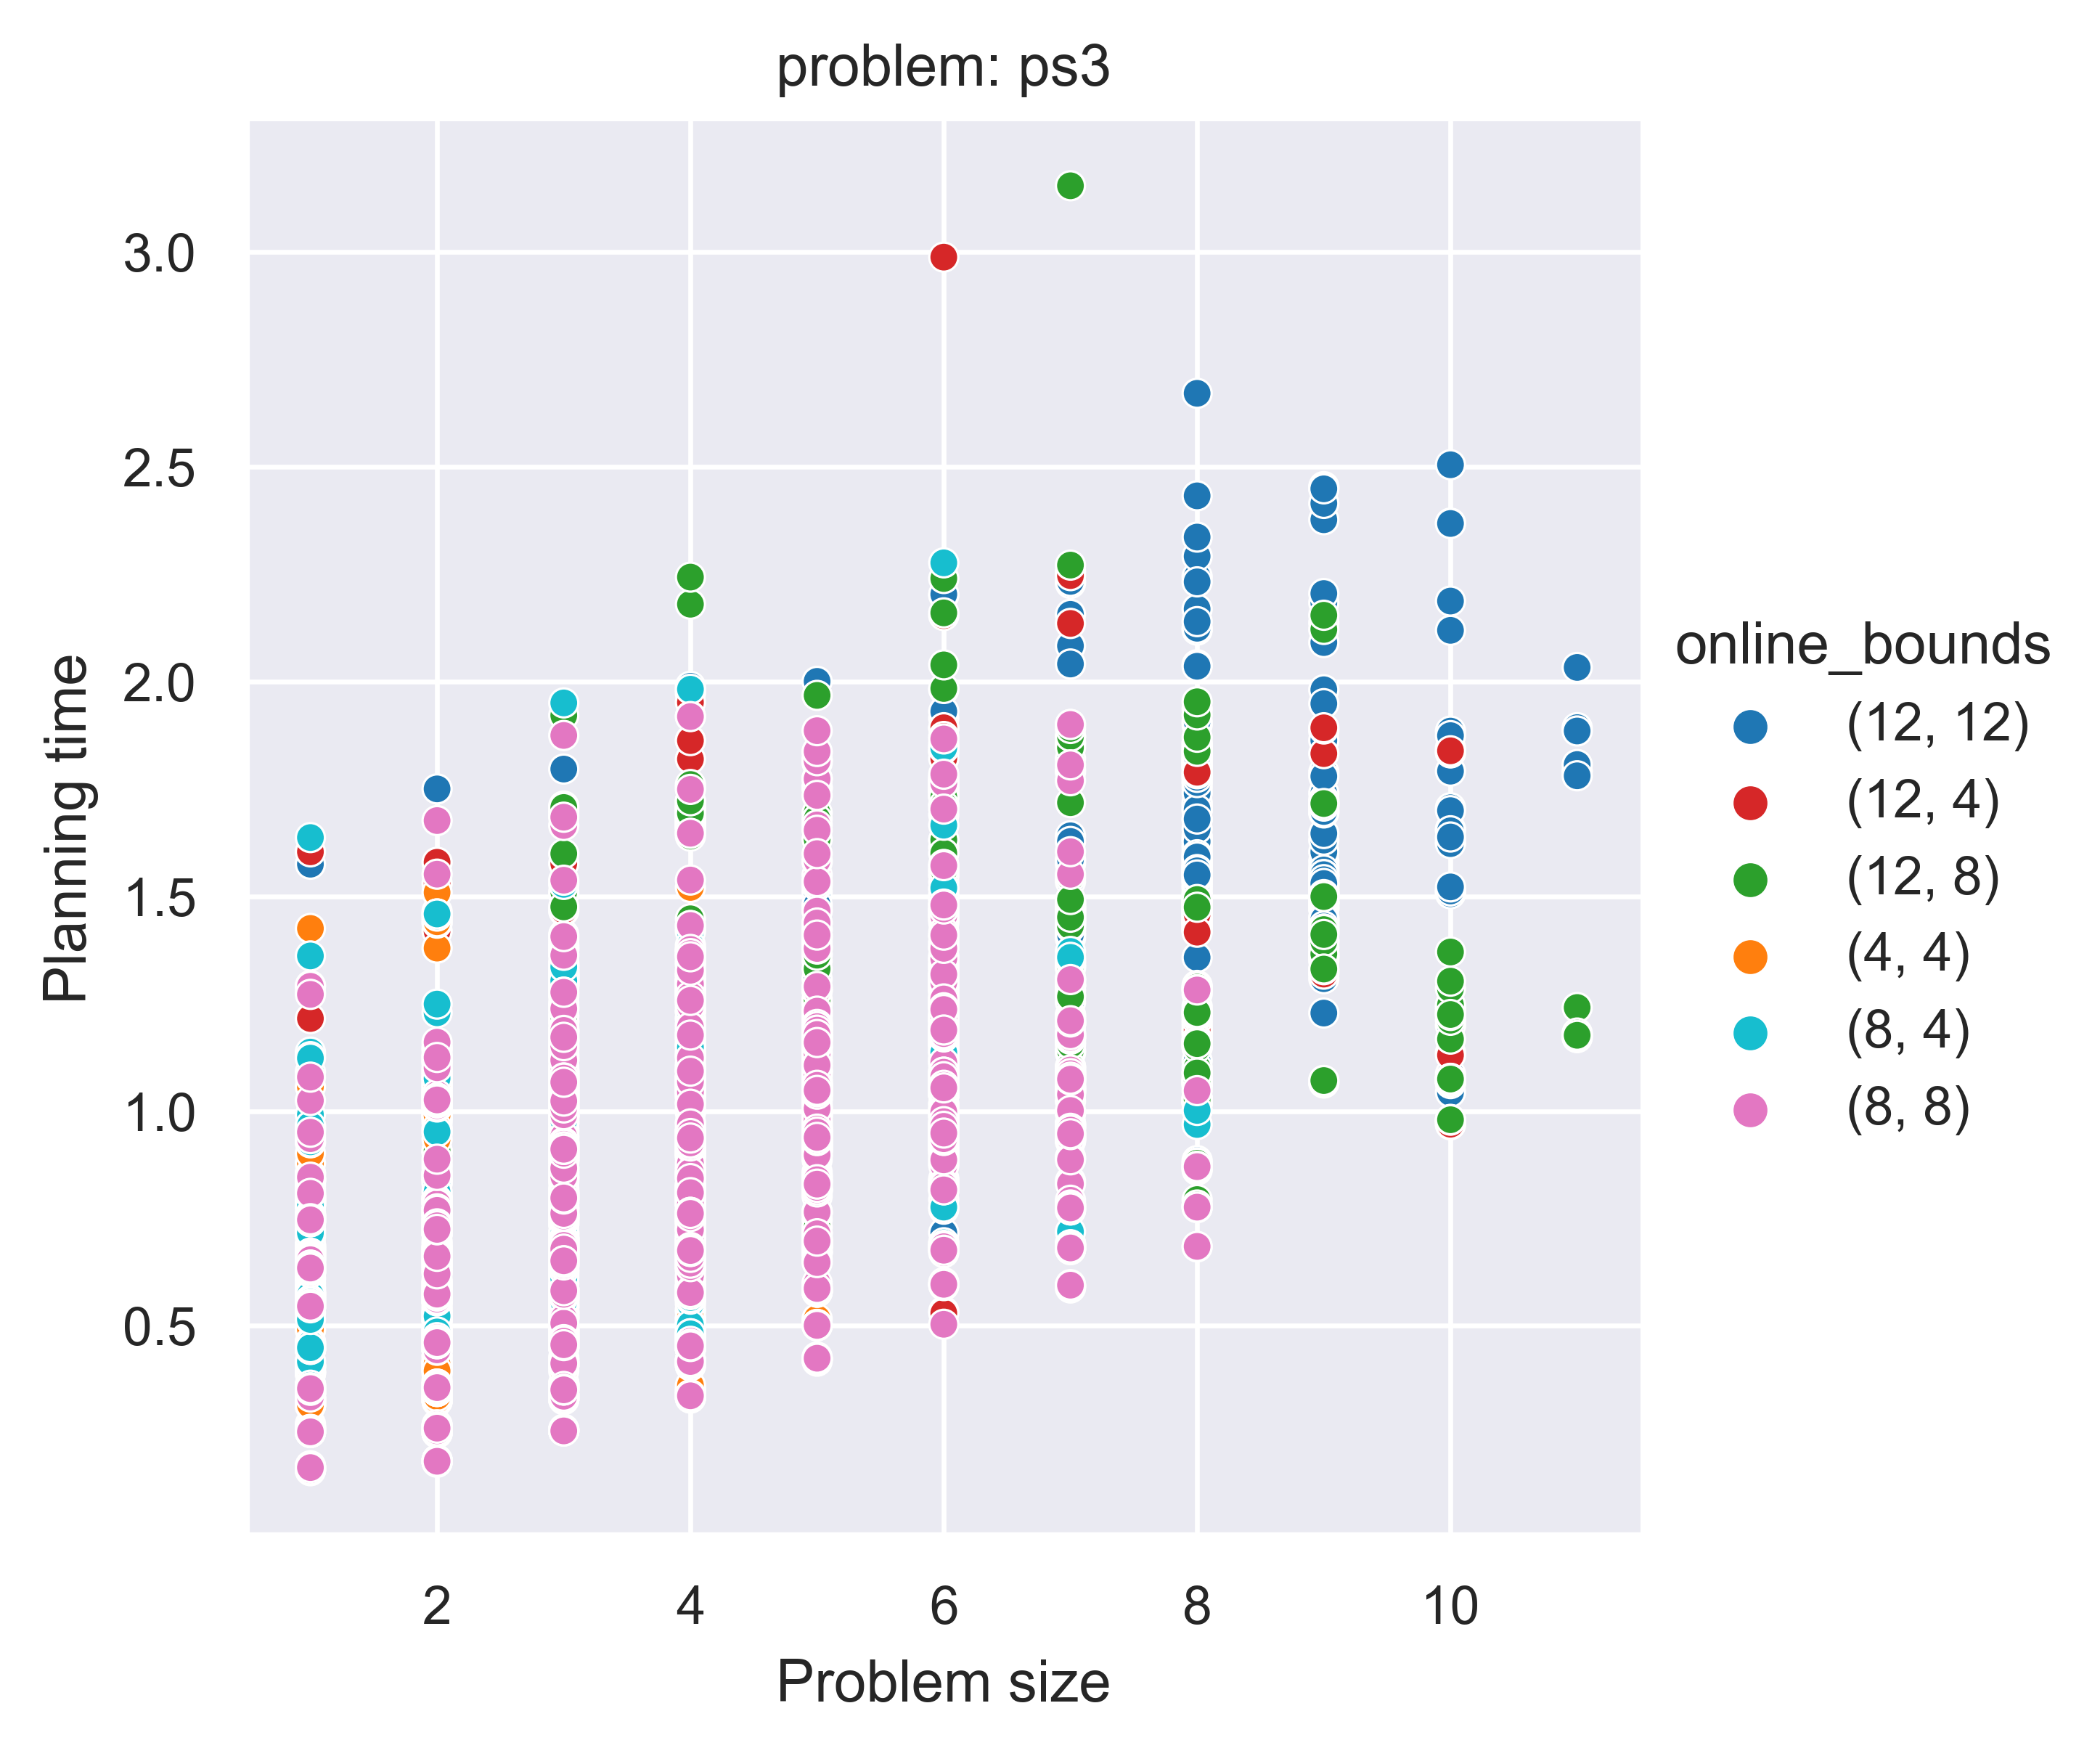 problem: ps3
Planning time
3.0
2.5
2.0
1.5
1.0
0.5
2 4 6 8 10
Problem size
online_bounds
(12, 12)
(12, 4)
(12, 8)
(4, 4)
(8, 4)
(8, 8)